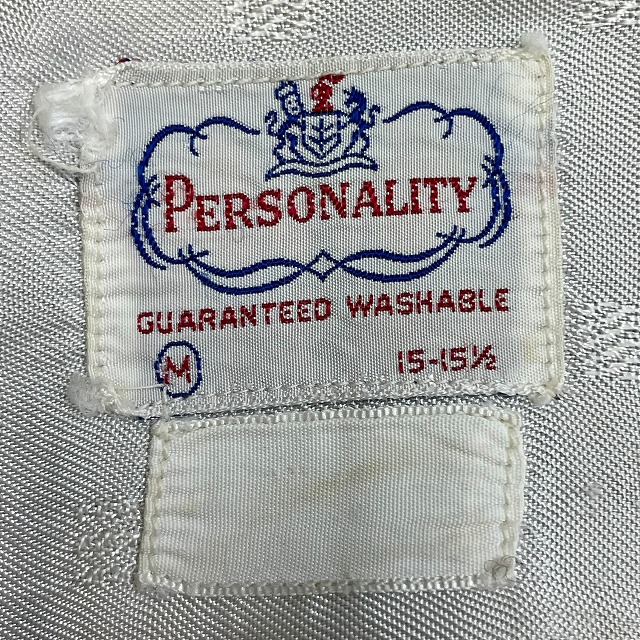 PERSONALITY
GUARANTEED WASHABLE
M 15-15½